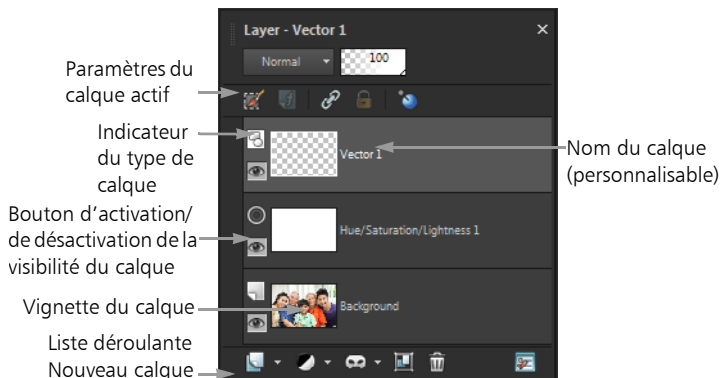 Layer - Vector 1
Normal
100
Paramètres du
calque actif
Indicateur
du type de
calque
Vector 1
Nom du calque
(personnalisable)
Bouton d'activation/
de désactivation de la
visibilité du calque
Hue/Saturation/Lightness 1
Vignette du calque
Background
Liste déroulante
Nouveau calque